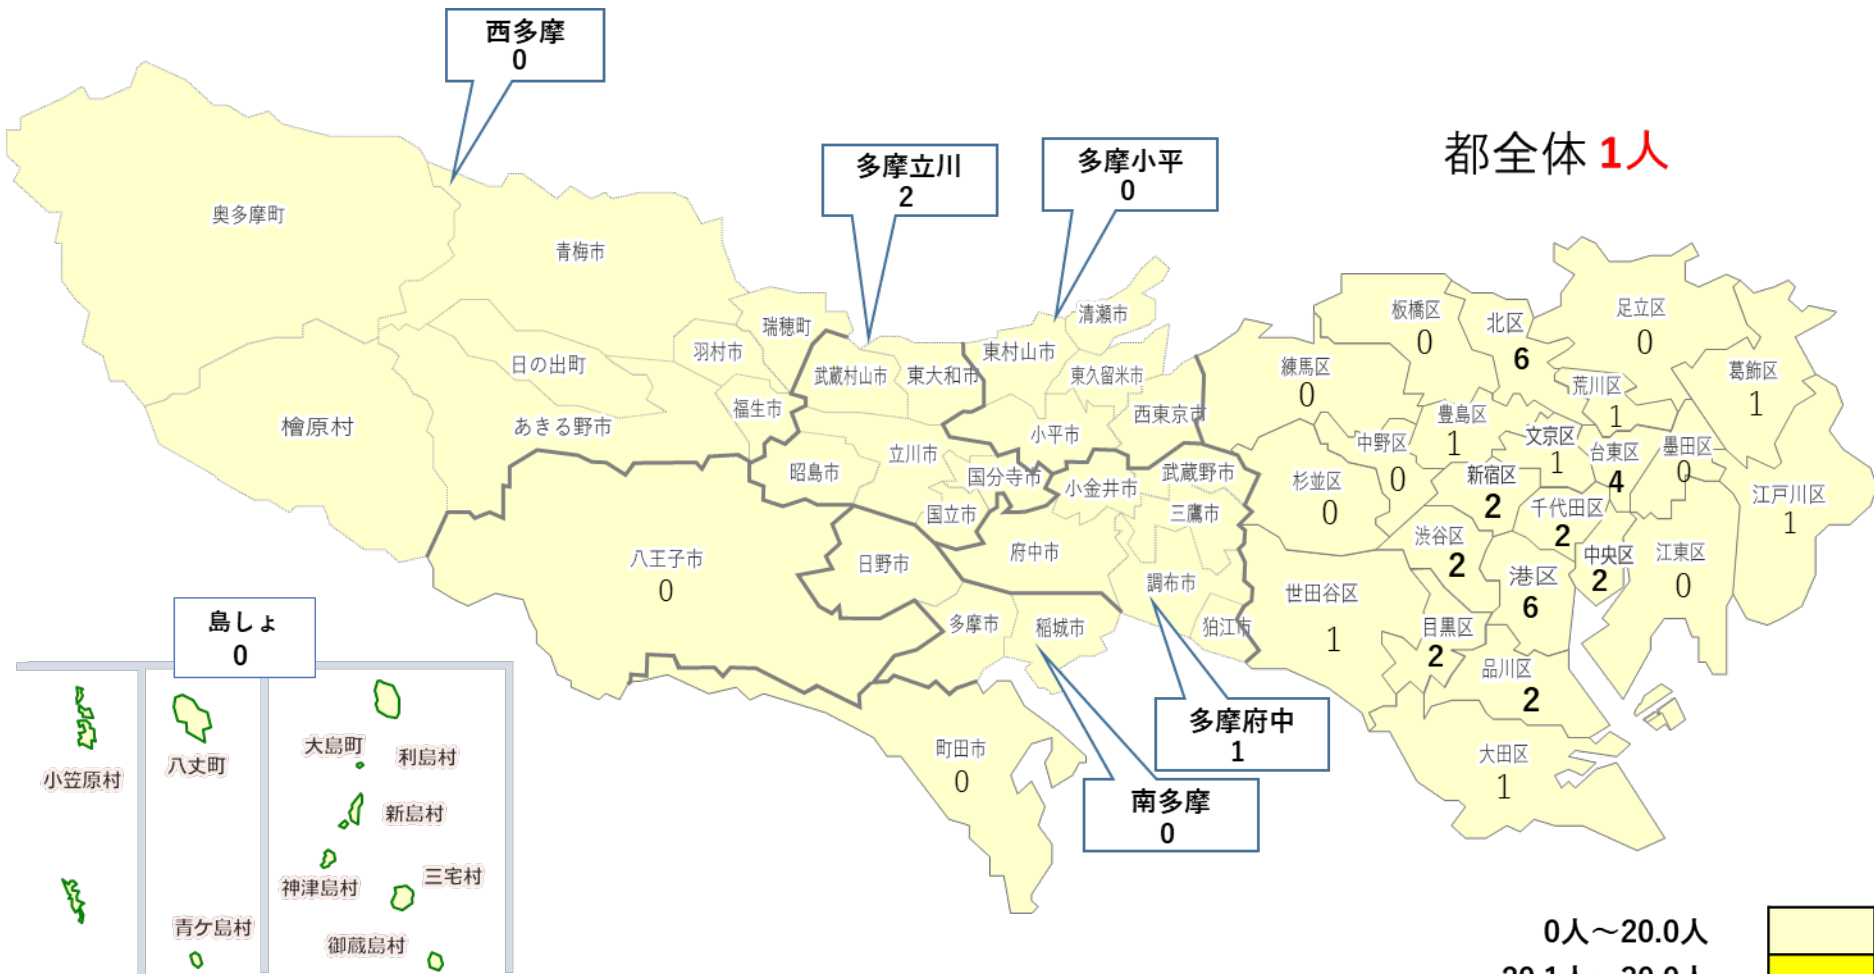 西多摩
0
多摩立川
2
多摩小平
0
都全体 1人
奥多摩町
青梅市
瑞穂町
羽村市
日の出町
福生市
あきる野市
檜原村
武蔵村山市
東大和市
東村山市
清瀬市
東久留米市
西東京市
小平市
立川市
昭島市
国分寺市
国立市
小金井市
武蔵野市
三鷹市
府中市
調布市
狛江市
八王子市
0
日野市
多摩市
稲城市
町田市
0
多摩府中
1
南多摩
0
板橋区
0
北区
6
足立区
0
練馬区
0
荒川区
1
葛飾区
1
豊島区
1
文京区
1
台東区
4
墨田区
0
中野区
0
杉並区
0
新宿区
2
千代田区
2
江戸川区
1
渋谷区
2
中央区
2
江東区
0
港区
6
世田谷区
1
目黒区
2
品川区
2
大田区
1
島しょ
0
小笠原村
八丈町
青ケ島村
大島町
利島村
新島村
神津島村
三宅村
御蔵島村
0人～20.0人